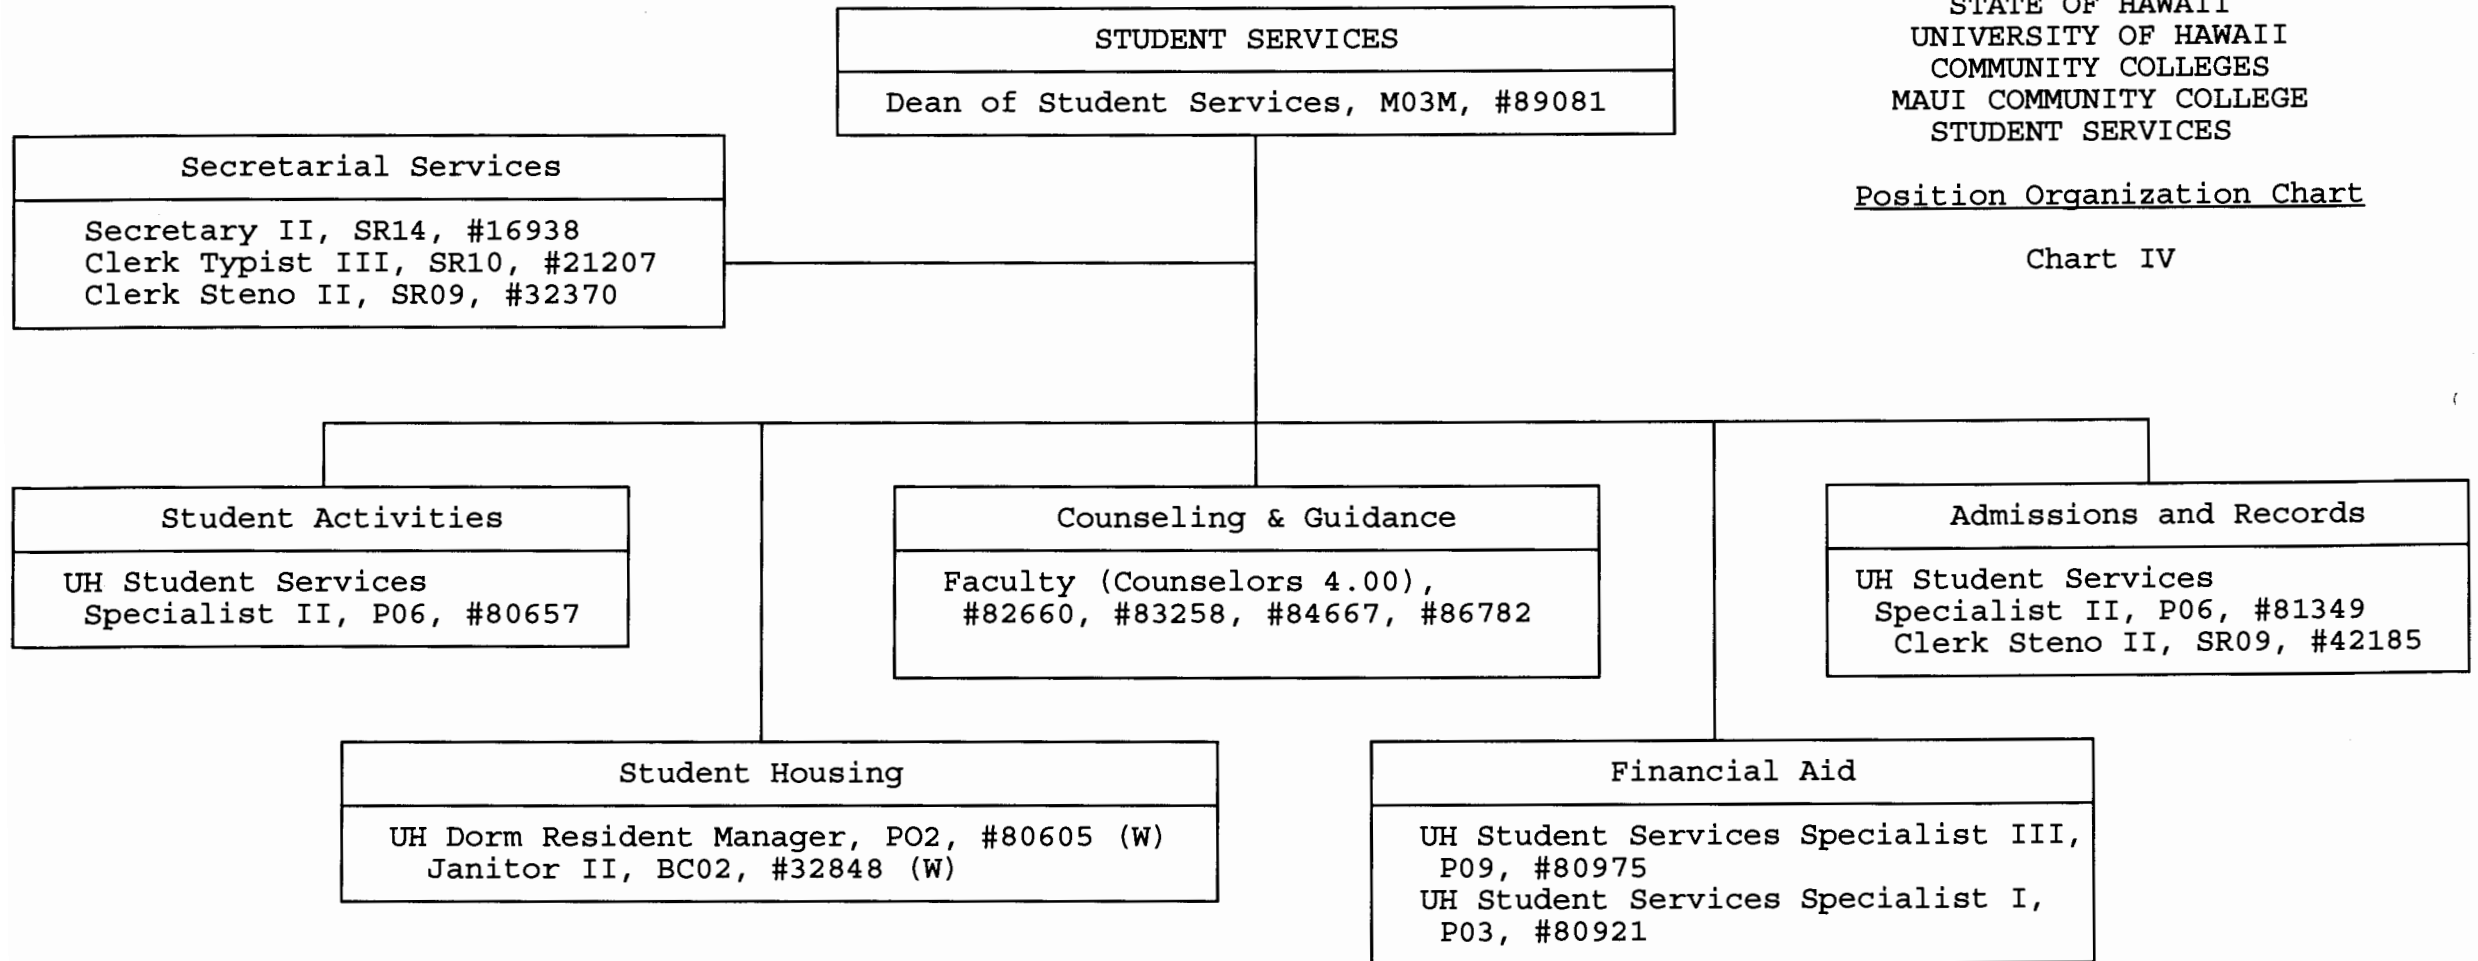 STATE OF HAWAII
UNIVERSITY OF HAWAII
COMMUNITY COLLEGES
MAUI COMMUNITY COLLEGE
STUDENT SERVICES
Position Organization Chart
Chart IV
STUDENT SERVICES
Dean of Student Services, M03M, #89081
Secretarial Services
Secretary II, SR14, #16938
Clerk Typist III, SR10, #21207
Clerk Steno II, SR09, #32370
Student Activities
UH Student Services
Specialist II, P06, #80657
Counseling & Guidance
Faculty (Counselors 4.00),
#82660, #83258, #84667, #86782
Admissions and Records
UH Student Services
Specialist II, P06, #81349
Clerk Steno II, SR09, #42185
Student Housing
UH Dorm Resident Manager, PO2, #80605 (W)
Janitor II, BC02, #32848 (W)
Financial Aid
UH Student Services Specialist III,
P09, #80975
UH Student Services Specialist I,
P03, #80921